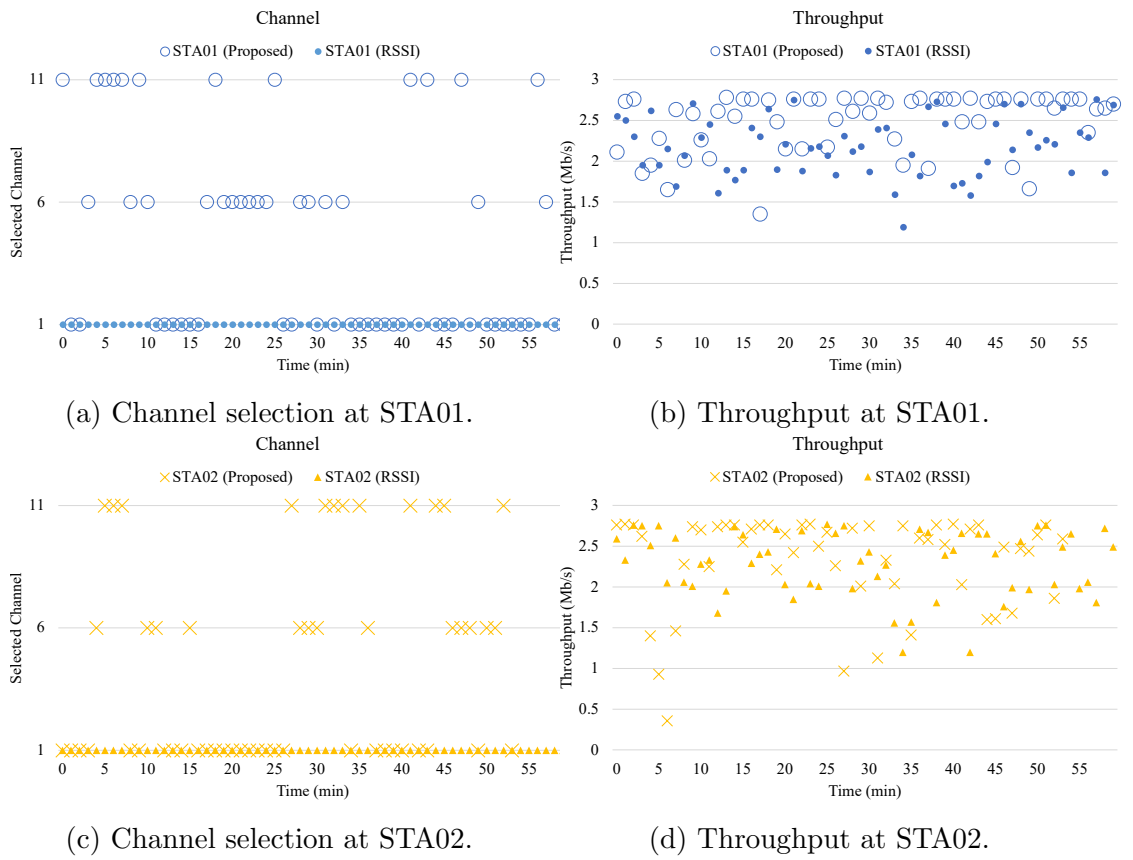 Channel
STA01 (Proposed) STA01 (RSSI)
11
6
1
Selected Channel
0 5 10 15 20 25 30 35 40 45 50 55
Time (min)
(a) Channel selection at STA01.
Throughput
STA01 (Proposed) STA01 (RSSI)
3
2.5
2
1.5
1
0.5
0
Throughput (Mb/s)
0 5 10 15 20 25 30 35 40 45 50 55
Time (min)
(b) Throughput at STA01.
Channel
STA02 (Proposed) STA02 (RSSI)
11
6
1
Selected Channel
0 5 10 15 20 25 30 35 40 45 50 55
Time (min)
(c) Channel selection at STA02.
Throughput
STA02 (Proposed) STA02 (RSSI)
3
2.5
2
1.5
1
0.5
0
Throughput (Mb/s)
0 5 10 15 20 25 30 35 40 45 50 55
Time (min)
(d) Throughput at STA02.